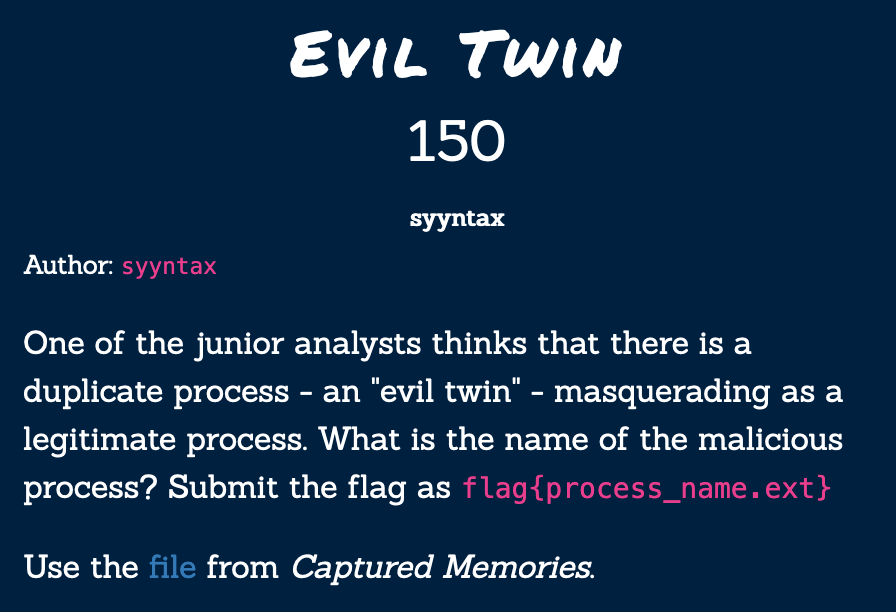 Evil Twin
150
syyntax
Author: syyntax
One of the junior analysts thinks that there is a
duplicate process - an "evil twin" - masquerading as a
legitimate process. What is the name of the malicious
process? Submit the flag as flag{process_name.ext}
Use the file from Captured Memories.